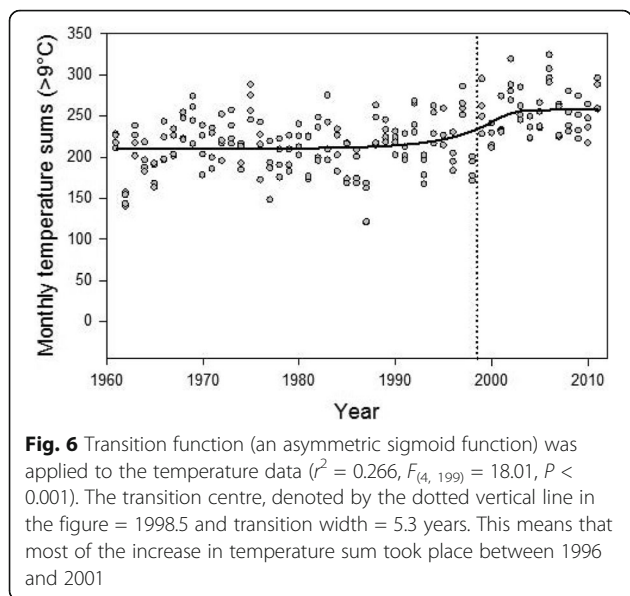 Monthly temperature sums (>9°C)
350
300
250
200
150
100
50
0
1960 1970 1980 1990 2000 2010
Year
Fig. 6 Transition function (an asymmetric sigmoid function) was
applied to the temperature data (r² = 0.266, F(4, 199) = 18.01, P <
0.001). The transition centre, denoted by the dotted vertical line in
the figure = 1998.5 and transition width = 5.3 years. This means that
most of the increase in temperature sum took place between 1996
and 2001